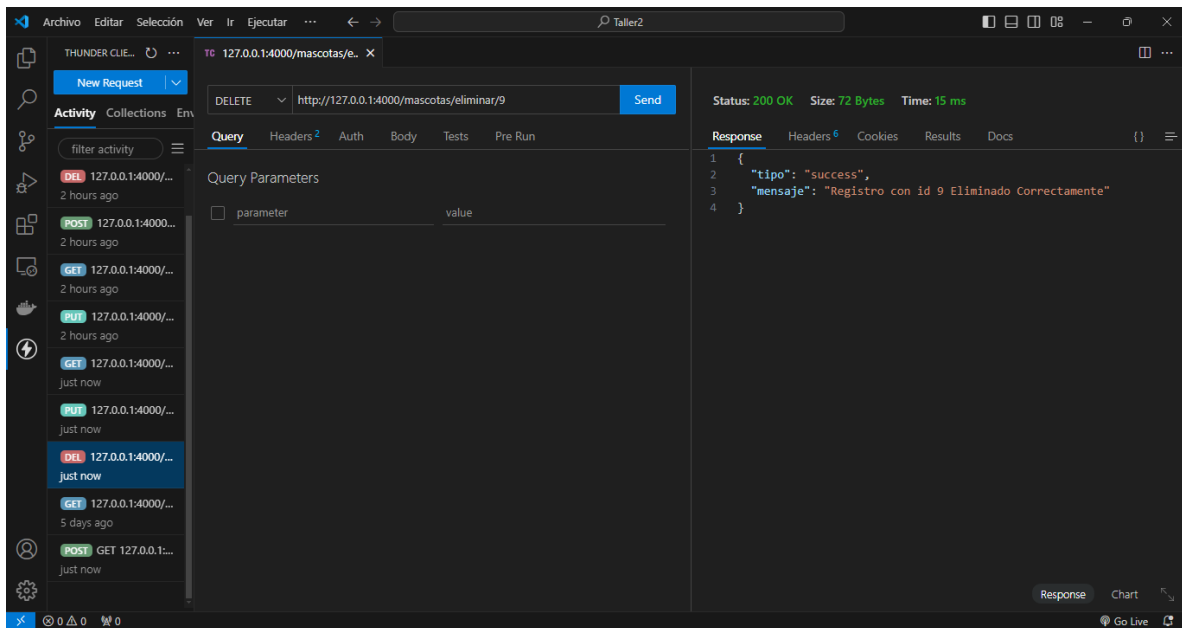 Archivo Editar Selección Ver Ir Ejecutar ··· Taller2
THUNDER CLIE...
New Request
Activity Collections Env
filter activity
DEL 127.0.0.1:4000/...
2 hours ago
POST 127.0.0.1:4000...
2 hours ago
GET 127.0.0.1:4000/...
2 hours ago
PUT 127.0.0.1:4000/...
2 hours ago
GET 127.0.0.1:4000/...
just now
PUT 127.0.0.1:4000/...
just now
DEL 127.0.0.1:4000/...
just now
GET 127.0.0.1:4000/...
5 days ago
POST GET 127.0.0.1:...
just now
TC 127.0.0.1:4000/mascotas/e..
DELETE http://127.0.0.1:4000/mascotas/eliminar/9 Send
Query Headers 2 Auth Body Tests Pre Run
Query Parameters
parameter value
Status: 200 OK Size: 72 Bytes Time: 15 ms
Response Headers 6 Cookies Results Docs {}
1 {
2 "tipo": "success",
3 "mensaje": "Registro con id 9 Eliminado Correctamente"
4 }
Response Chart
0 0 0 Go Live